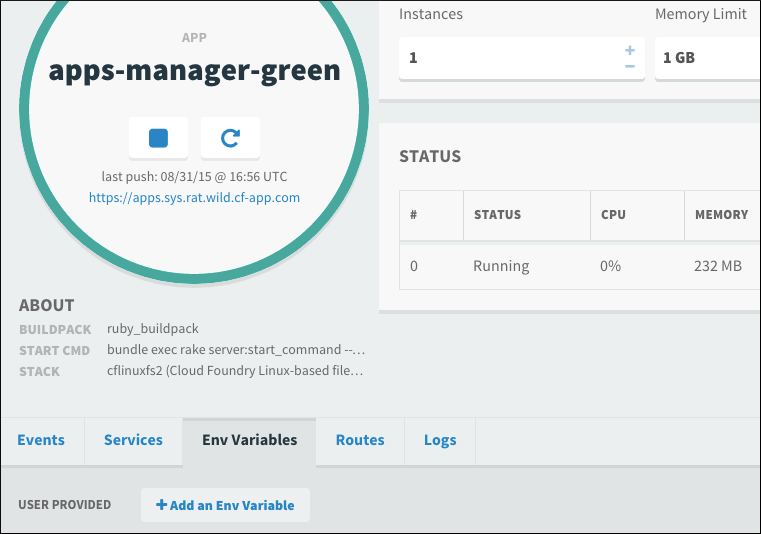 APP
apps-manager-green
last push: 08/31/15 @ 16:56 UTC
https://apps.sys.rat.wild.cf-app.com
ABOUT
BUILDPACK ruby_buildpack
START CMD bundle exec rake server:start_command --...
STACK cflinuxfs2 (Cloud Foundry Linux-based file...
Instances Memory Limit
1 + − 1 GB
STATUS
# STATUS CPU MEMORY
0 Running 0% 232 MB
Events Services Env Variables Routes Logs
USER PROVIDED + Add an Env Variable